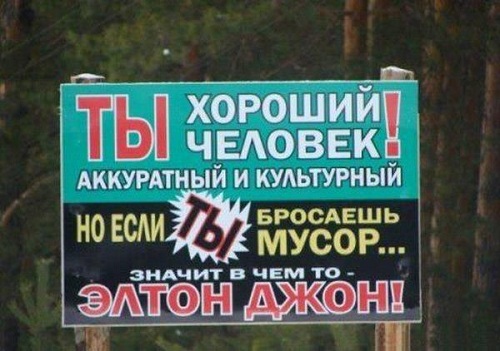 ТЫ ХОРОШИЙ
ЧЕЛОВЕК!
АККУРАТНЫЙ И КУЛЬТУРНЫЙ
НО ЕСЛИ ТЫ БРОСАЕШЬ
МУСОР...
ЗНАЧИТ В ЧЕМ ТО -
ЭЛТОН ДЖОН!